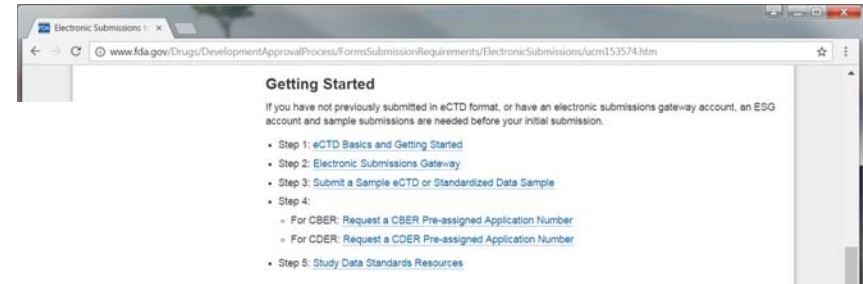 Electronic Submissions
www.fda.gov/Drugs/DevelopmentApprovalProcess/FormsSubmissionRequirements/ElectronicSubmissions/ucm153574.htm
Getting Started
If you have not previously submitted in eCTD format, or have an electronic submissions gateway account, an ESG
account and sample submissions are needed before your initial submission.
• Step 1: eCTD Basics and Getting Started
• Step 2: Electronic Submissions Gateway
• Step 3: Submit a Sample eCTD or Standardized Data Sample
• Step 4:
For CBER: Request a CBER Pre-assigned Application Number
For CDER: Request a CDER Pre-assigned Application Number
• Step 5: Study Data Standards Resources